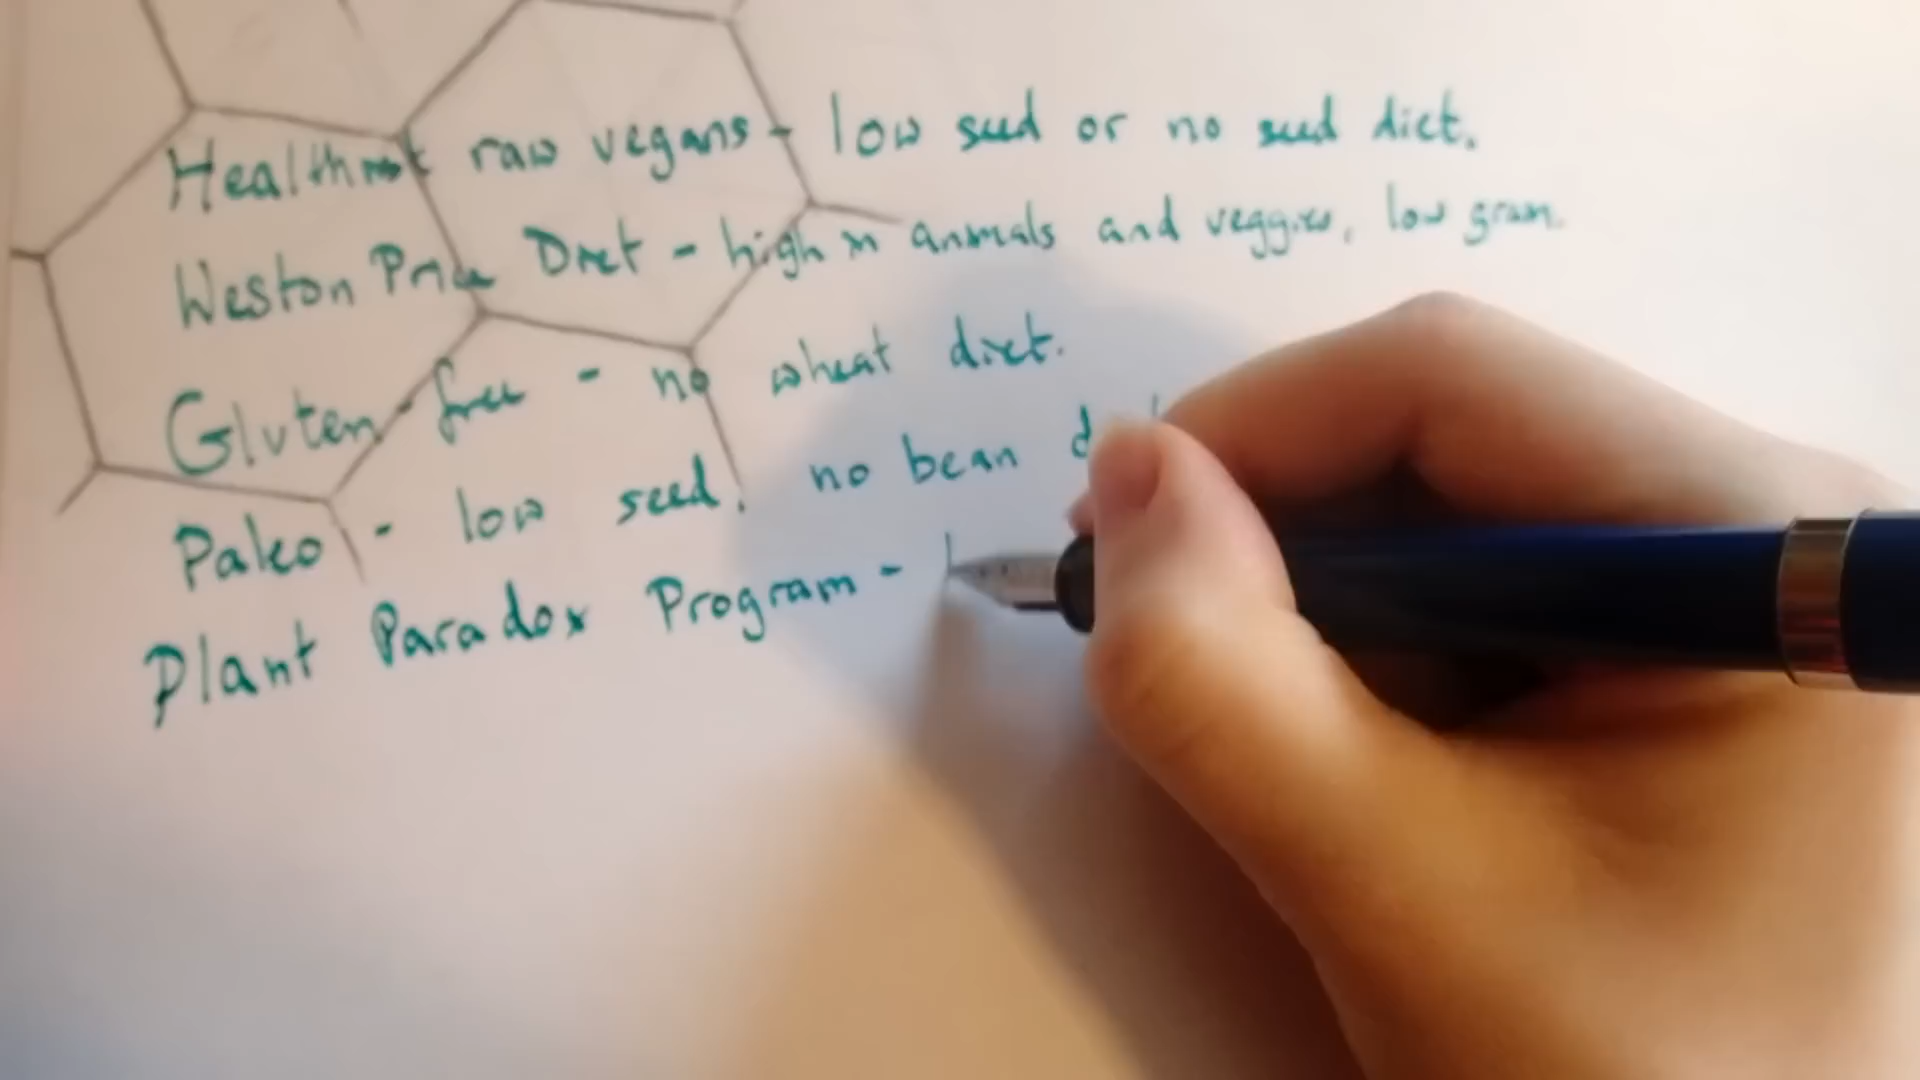 Healthiest raw vegans - low seed or no seed diet.
Weston Price Diet - high in animals and veggies, low grain.
Gluten-free - no wheat diet.
Paleo - low seed, no bean
Plant Paradox Program -